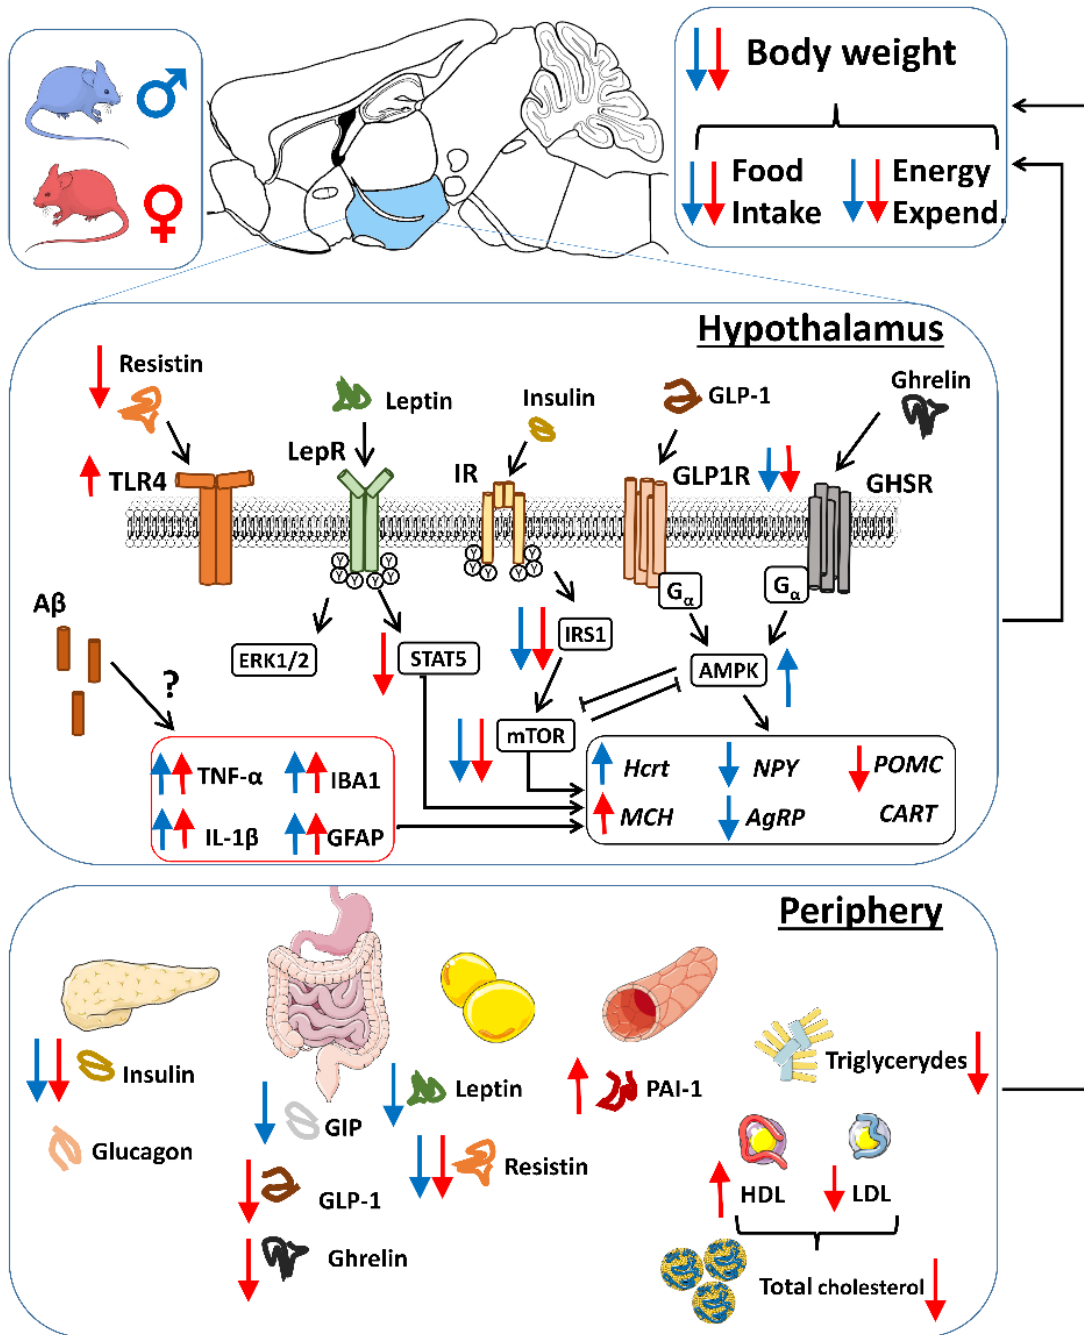 ♂
♀
Body weight
Food
Intake
Energy
Expend.
Hypothalamus
Resistin
Leptin
Insulin
GLP-1
Ghrelin
TLR4
LepR
IR
GLP1R
GHSR
Y Y Y Y Y Y Y
Y Y Y Y Y Y
Gα
Gα
Aβ
?
ERK1/2
STAT5
IRS1
AMPK
mTOR
TNF-α
IBA1
IL-1β
GFAP
Hcrt
NPY
POMC
MCH
AgRP
CART
Periphery
Insulin
Glucagon
GIP
GLP-1
Ghrelin
Leptin
Resistin
PAI-1
Triglycerydes
HDL
LDL
Total cholesterol